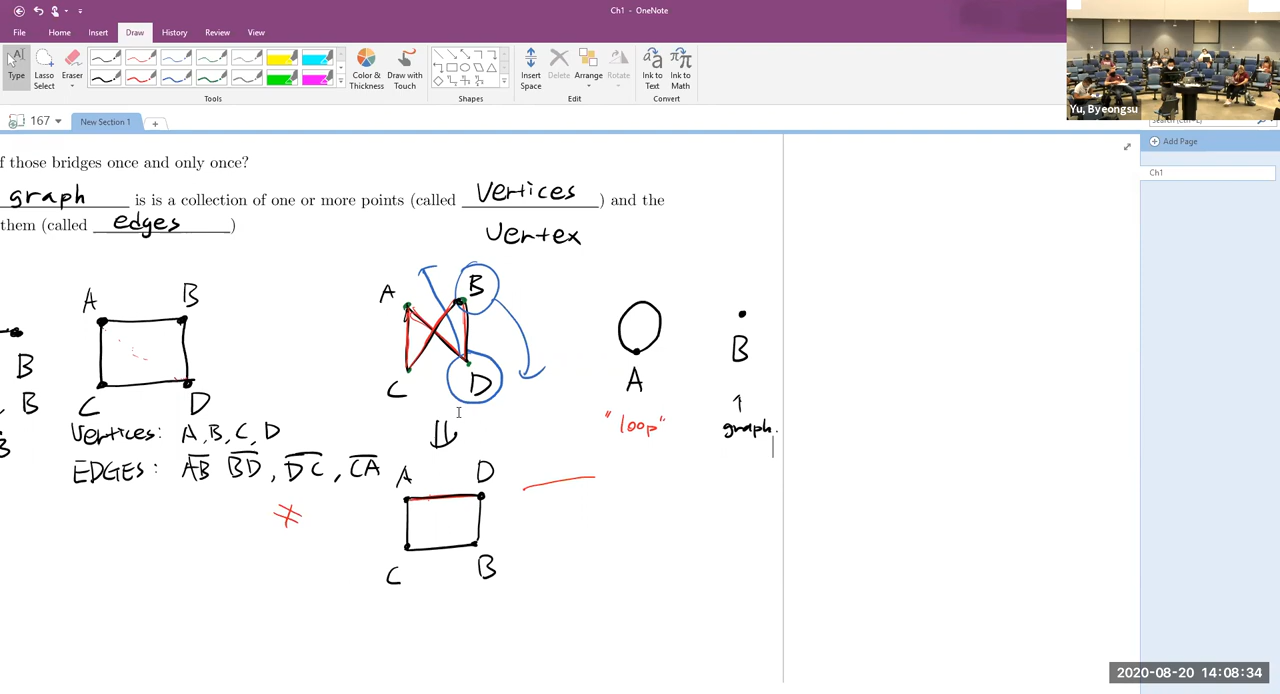 Ch1 - OneNote
File Home Insert Draw History Review View
Type
Lasso Select
Eraser
Color & Thickness
Draw with Touch
Insert Space
Delete
Arrange
Rotate
Ink to Text
Ink to Math
Tools
Shapes
Edit
Convert
Yu, Byeongsu
167
New Section 1
Add Page
Ch1
f those bridges once and only once?
graph is is a collection of one or more points (called Vertices ) and the
them (called edges )
Vertex
A B
C D
A B
C D
A
"loop"
B
graph.
B
, B
Vertices: A, B, C, D
EDGES: AB BD, DC, CA
A D
C B
2020-08-20 14:08:34